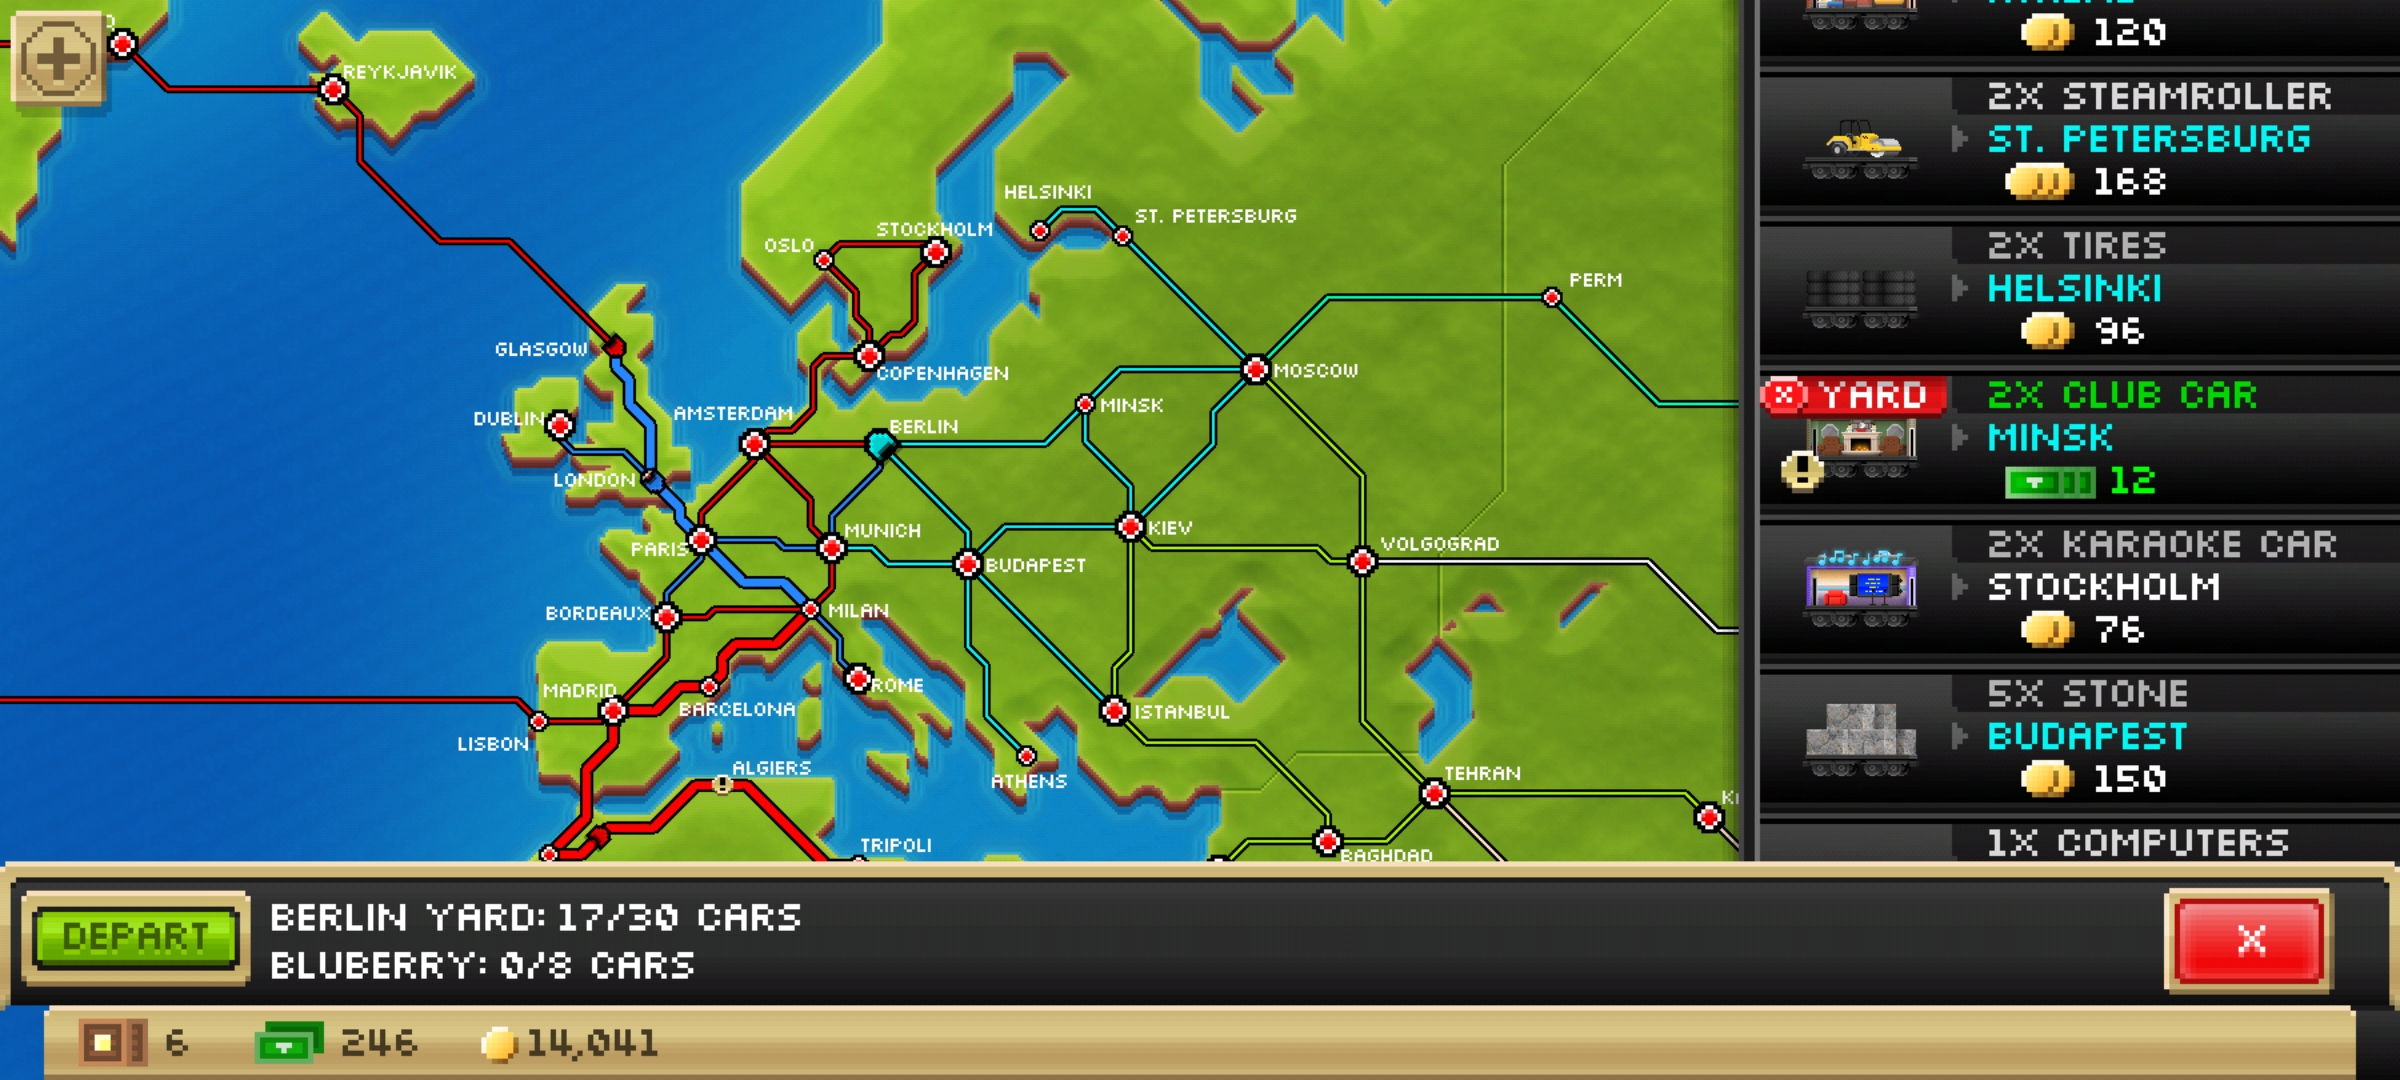 REYKJAVIK
HELSINKI
ST. PETERSBURG
STOCKHOLM
OSLO
PERM
GLASGOW
COPENHAGEN
MOSCOW
MINSK
AMSTERDAM
DUBLIN
BERLIN
LONDON
MUNICH
KIEV
PARIS
VOLGOGRAD
BUDAPEST
BORDEAUX
MILAN
MADRID
ROME
BARCELONA
ISTANBUL
LISBON
ALGIERS
ATHENS
TEHRAN
TRIPOLI
BAGHDAD
120
2X STEAMROLLER
ST. PETERSBURG
168
2X TIRES
HELSINKI
96
YARD
2X CLUB CAR
MINSK
12
2X KARAOKE CAR
STOCKHOLM
76
5X STONE
BUDAPEST
150
1X COMPUTERS
DEPART
BERLIN YARD: 17/30 CARS
BLUBERRY: 0/8 CARS
X
6
246
14,041